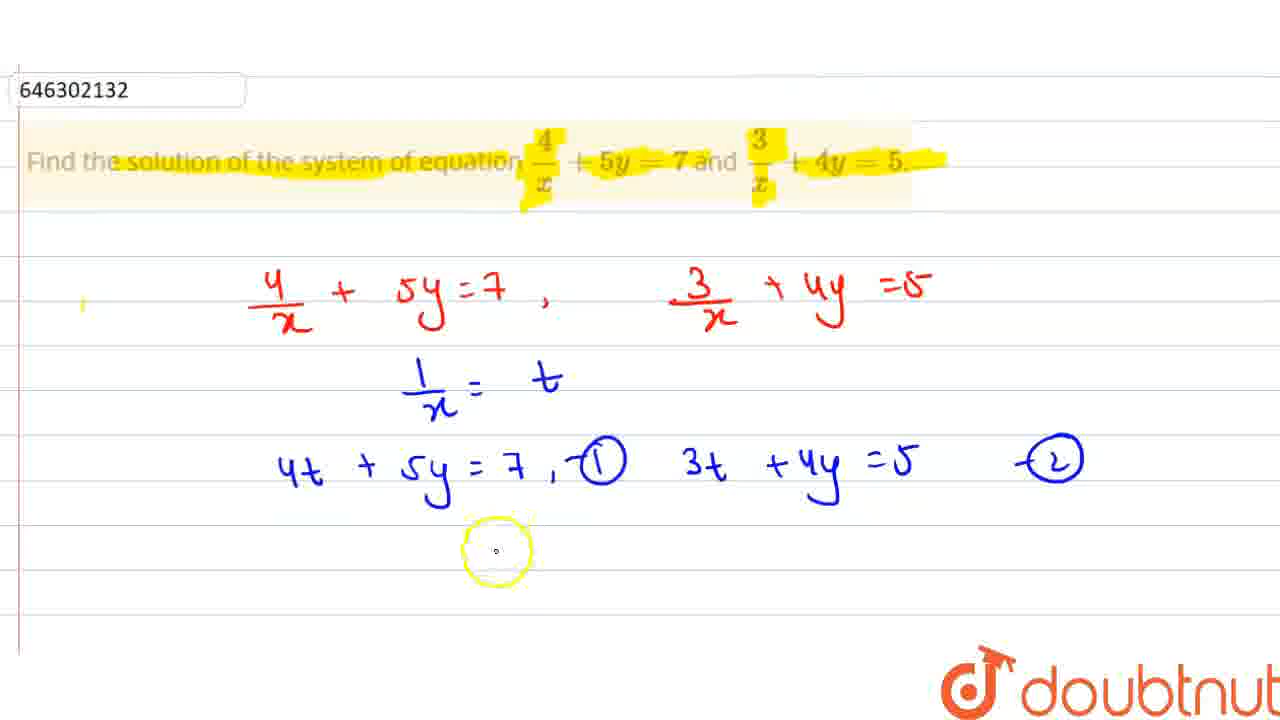 646302132
Find the solution of the system of equation 4/x + 5y = 7 and 3/x + 4y = 5.
4/x + 5y = 7 , 3/x + 4y = 5
1/x = t
4t + 5y = 7 , - ① 3t + 4y = 5 - ②
doubtnut